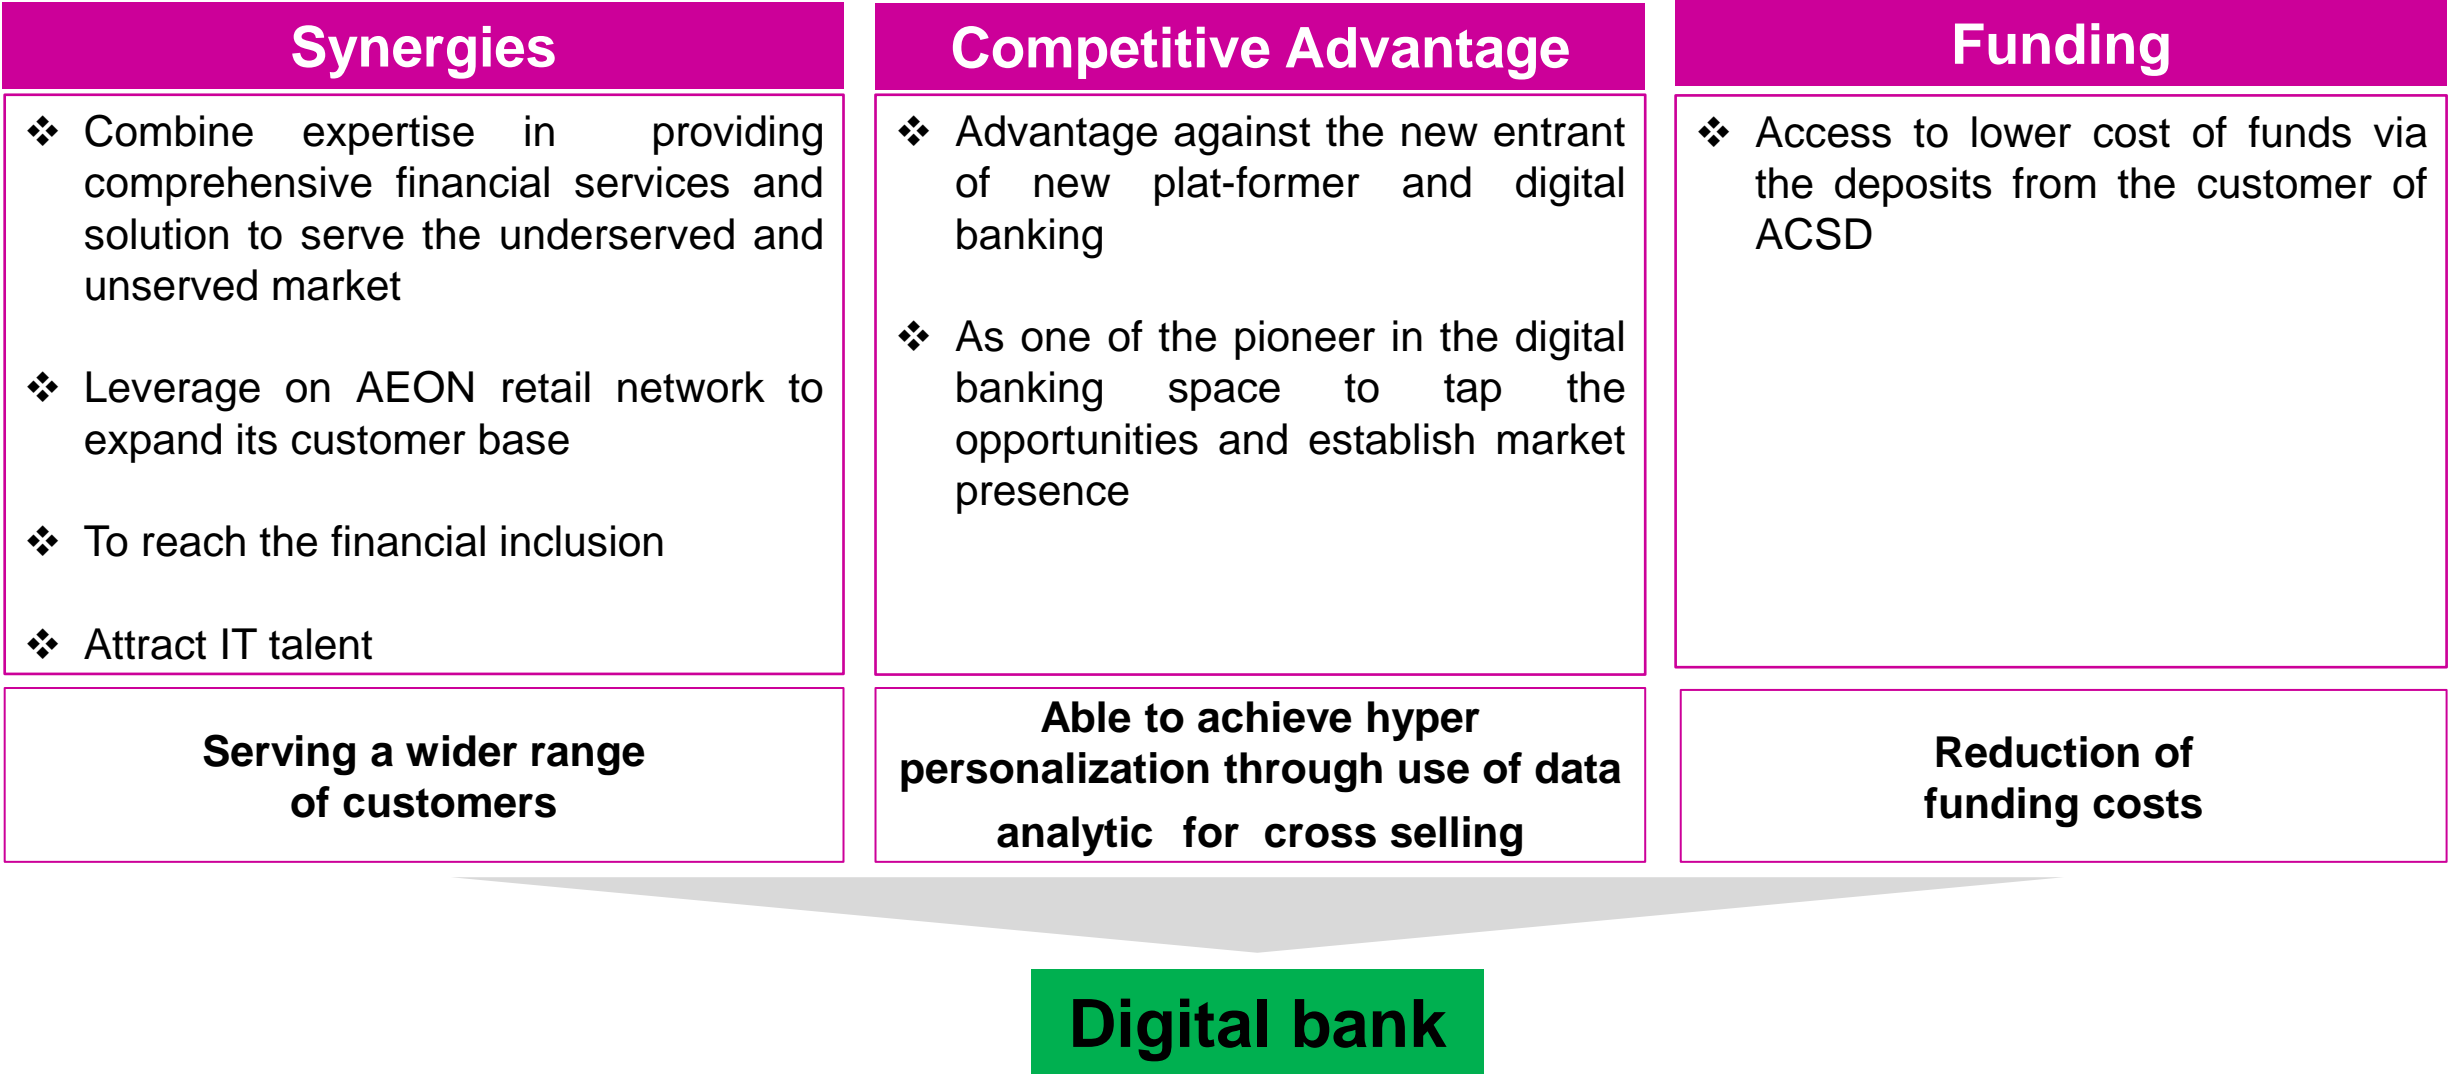 Synergies
❖ Combine expertise in providing
comprehensive financial services and
solution to serve the underserved and
unserved market
❖ Leverage on AEON retail network to
expand its customer base
❖ To reach the financial inclusion
❖ Attract IT talent
Serving a wider range
of customers
Competitive Advantage
❖ Advantage against the new entrant
of new plat-former and digital
banking
❖ As one of the pioneer in the digital
banking space to tap the
opportunities and establish market
presence
Able to achieve hyper
personalization through use of data
analytic for cross selling
Funding
❖ Access to lower cost of funds via
the deposits from the customer of
ACSD
Reduction of
funding costs
Digital bank